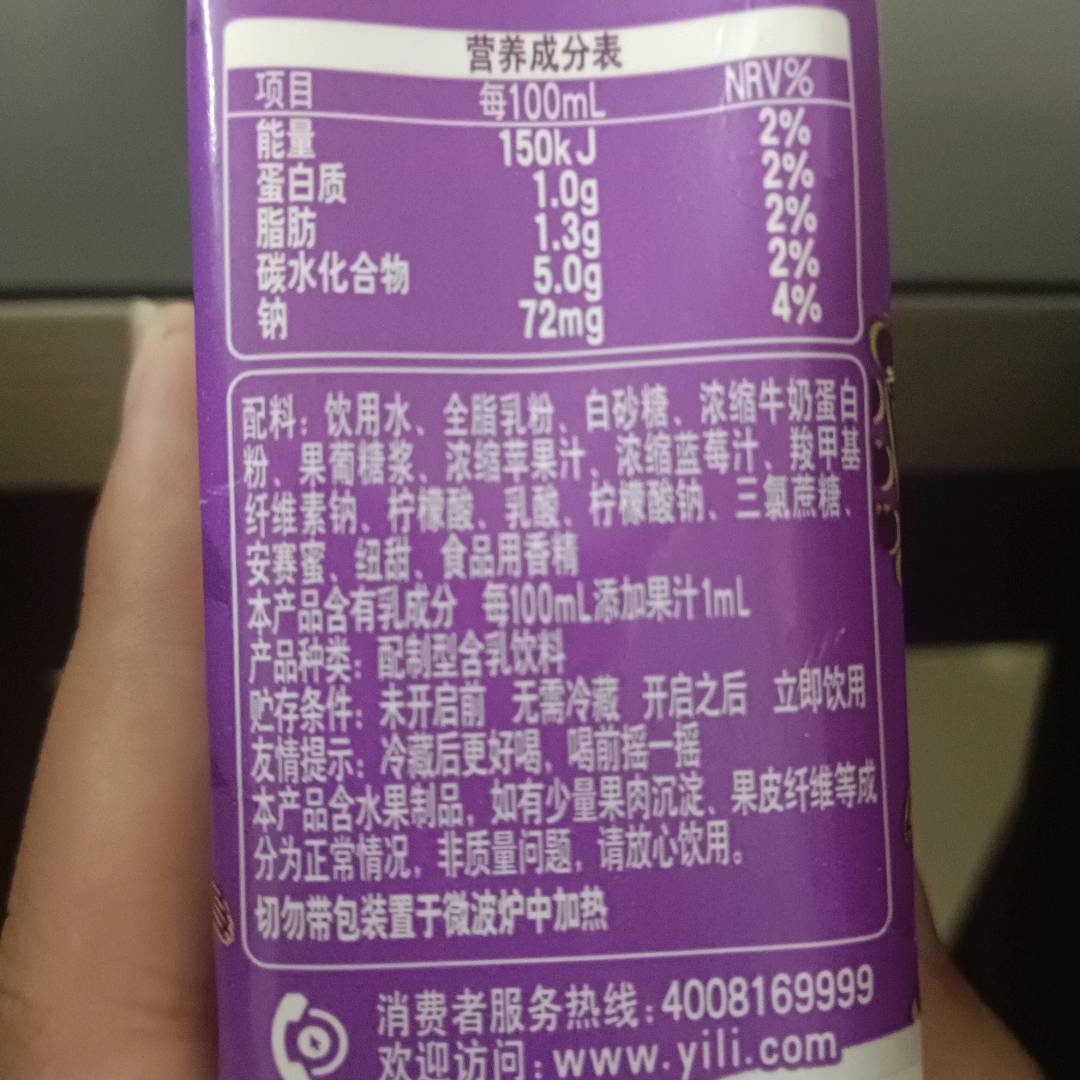 营养成分表
项目 每100mL NRV%
能量 150kJ 2%
蛋白质 1.0g 2%
脂肪 1.3g 2%
碳水化合物 5.0g 2%
钠 72mg 4%
配料：饮用水、全脂乳粉、白砂糖、浓缩牛奶蛋白
粉、果葡糖浆、浓缩苹果汁、浓缩蓝莓汁、羧甲基
纤维素钠、柠檬酸、乳酸、柠檬酸钠、三氯蔗糖、
安赛蜜、纽甜、食品用香精
本产品含有乳成分 每100mL添加果汁1mL
产品种类：配制型含乳饮料
贮存条件：未开启前 无需冷藏 开启之后 立即饮用
友情提示：冷藏后更好喝，喝前摇一摇
本产品含水果制品，如有少量果肉沉淀、果皮纤维等成
分为正常情况，非质量问题，请放心饮用。
切勿带包装置于微波炉中加热
消费者服务热线：4008169999
欢迎访问：www.yili.com